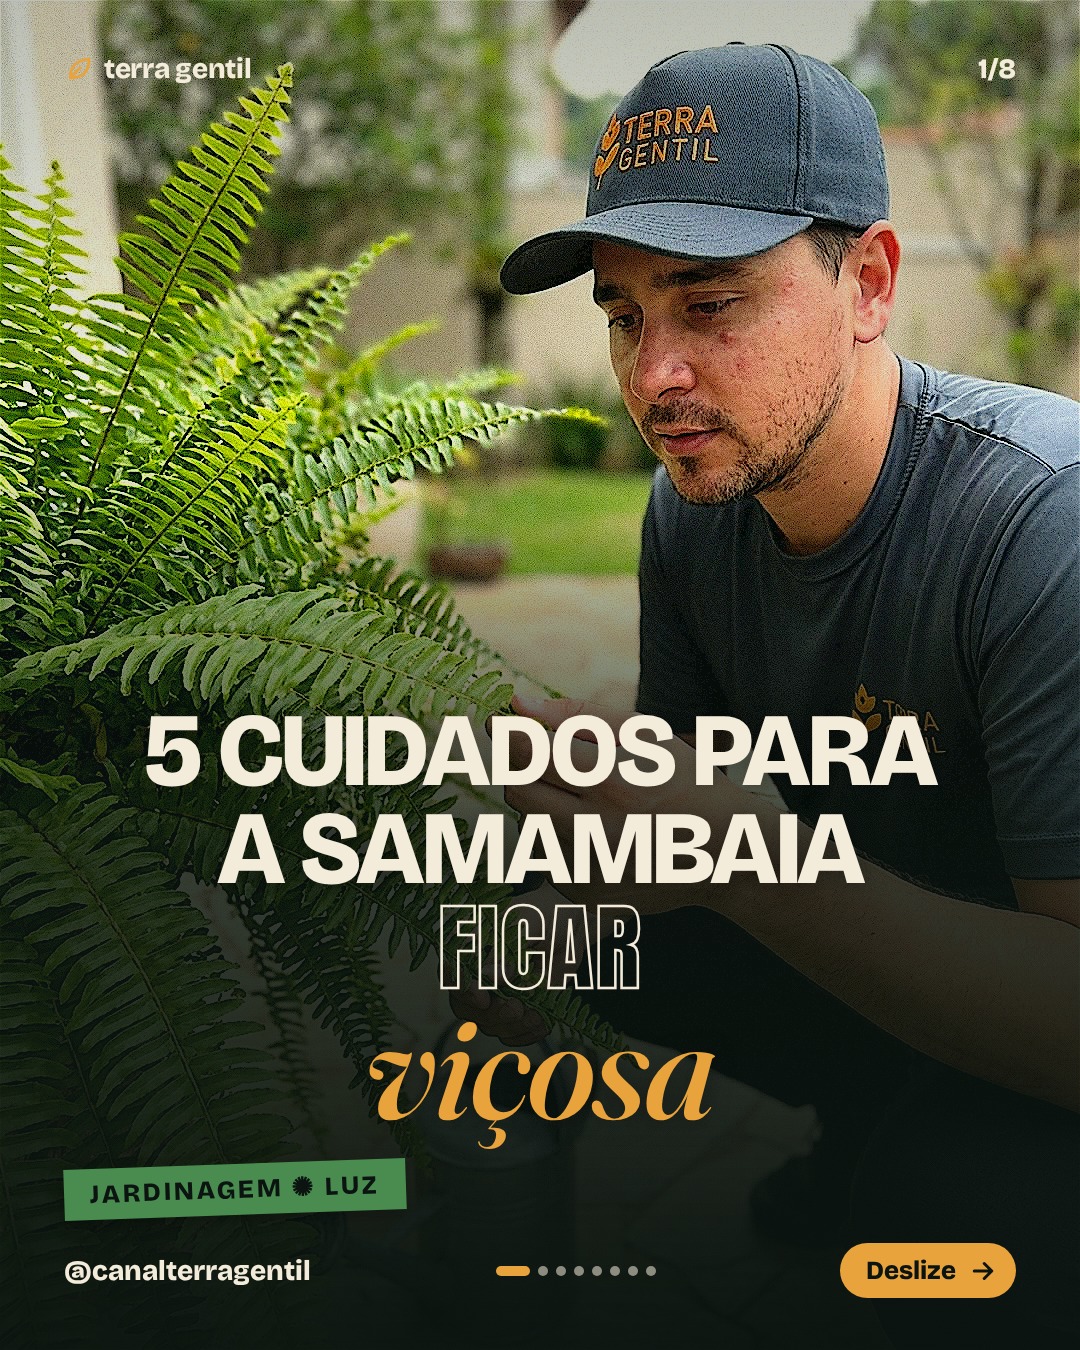 terra gentil
1/8
TERRA
GENTIL
5 CUIDADOS PARA
A SAMAMBAIA
FICAR
viçosa
JARDINAGEM ✺ LUZ
@canalterragentil
Deslize →